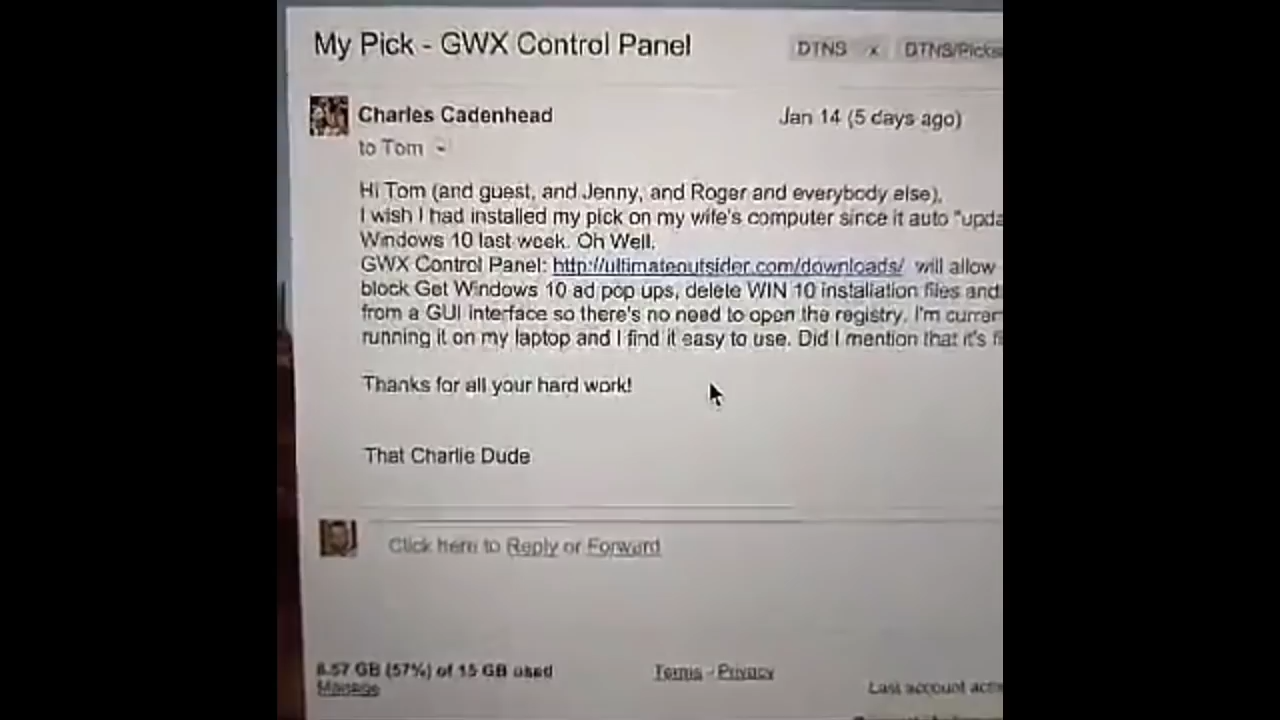 My Pick - GWX Control Panel
DTNS x DTNS/Picks
Charles Cadenhead
Jan 14 (5 days ago)
to Tom
Hi Tom (and guest, and Jenny, and Roger and everybody else),
I wish I had installed my pick on my wife's computer since it auto "upda
Windows 10 last week. Oh Well.
GWX Control Panel: http://ultimateoutsider.com/downloads/ will allow
block Get Windows 10 ad pop ups, delete WIN 10 installation files and
from a GUI interface so there's no need to open the registry. I'm curren
running it on my laptop and I find it easy to use. Did I mention that it's f
Thanks for all your hard work!
That Charlie Dude
Click here to Reply or Forward
8.57 GB (57%) of 15 GB used
Manage
Terms - Privacy
Last account acti